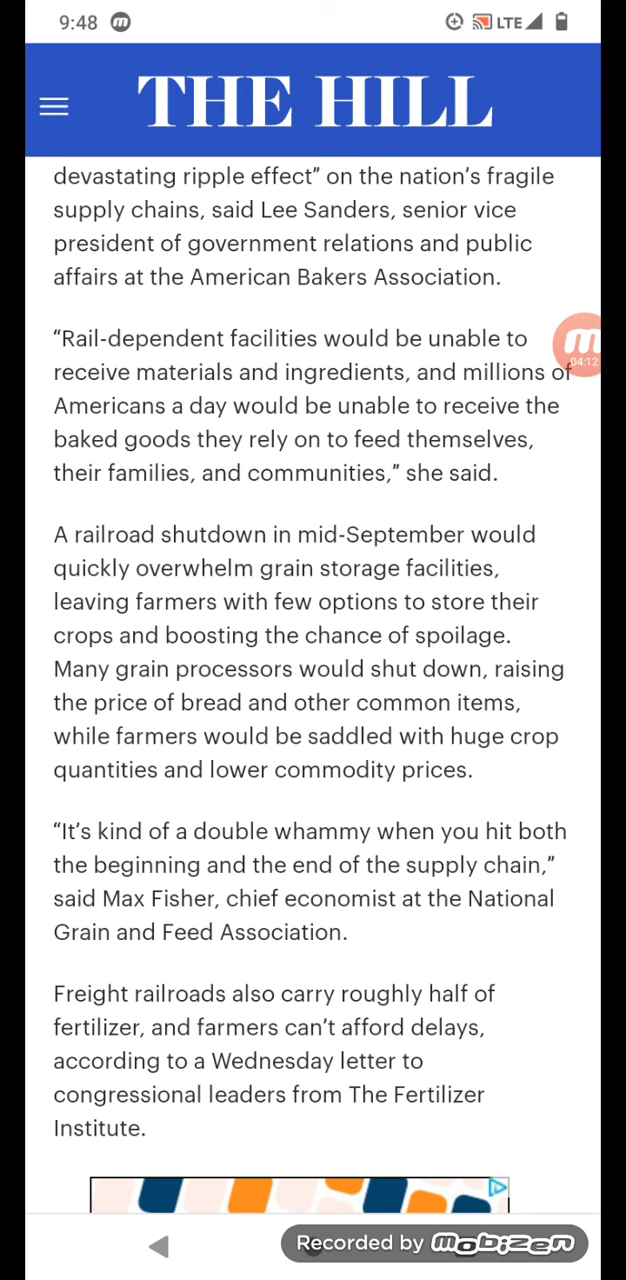 9:48 m LTE
THE HILL
devastating ripple effect” on the nation’s fragile
supply chains, said Lee Sanders, senior vice
president of government relations and public
affairs at the American Bakers Association.
“Rail-dependent facilities would be unable to
receive materials and ingredients, and millions of
Americans a day would be unable to receive the
baked goods they rely on to feed themselves,
their families, and communities,” she said.
m
04:12
A railroad shutdown in mid-September would
quickly overwhelm grain storage facilities,
leaving farmers with few options to store their
crops and boosting the chance of spoilage.
Many grain processors would shut down, raising
the price of bread and other common items,
while farmers would be saddled with huge crop
quantities and lower commodity prices.
“It’s kind of a double whammy when you hit both
the beginning and the end of the supply chain,”
said Max Fisher, chief economist at the National
Grain and Feed Association.
Freight railroads also carry roughly half of
fertilizer, and farmers can’t afford delays,
according to a Wednesday letter to
congressional leaders from The Fertilizer
Institute.
Recorded by mobizen